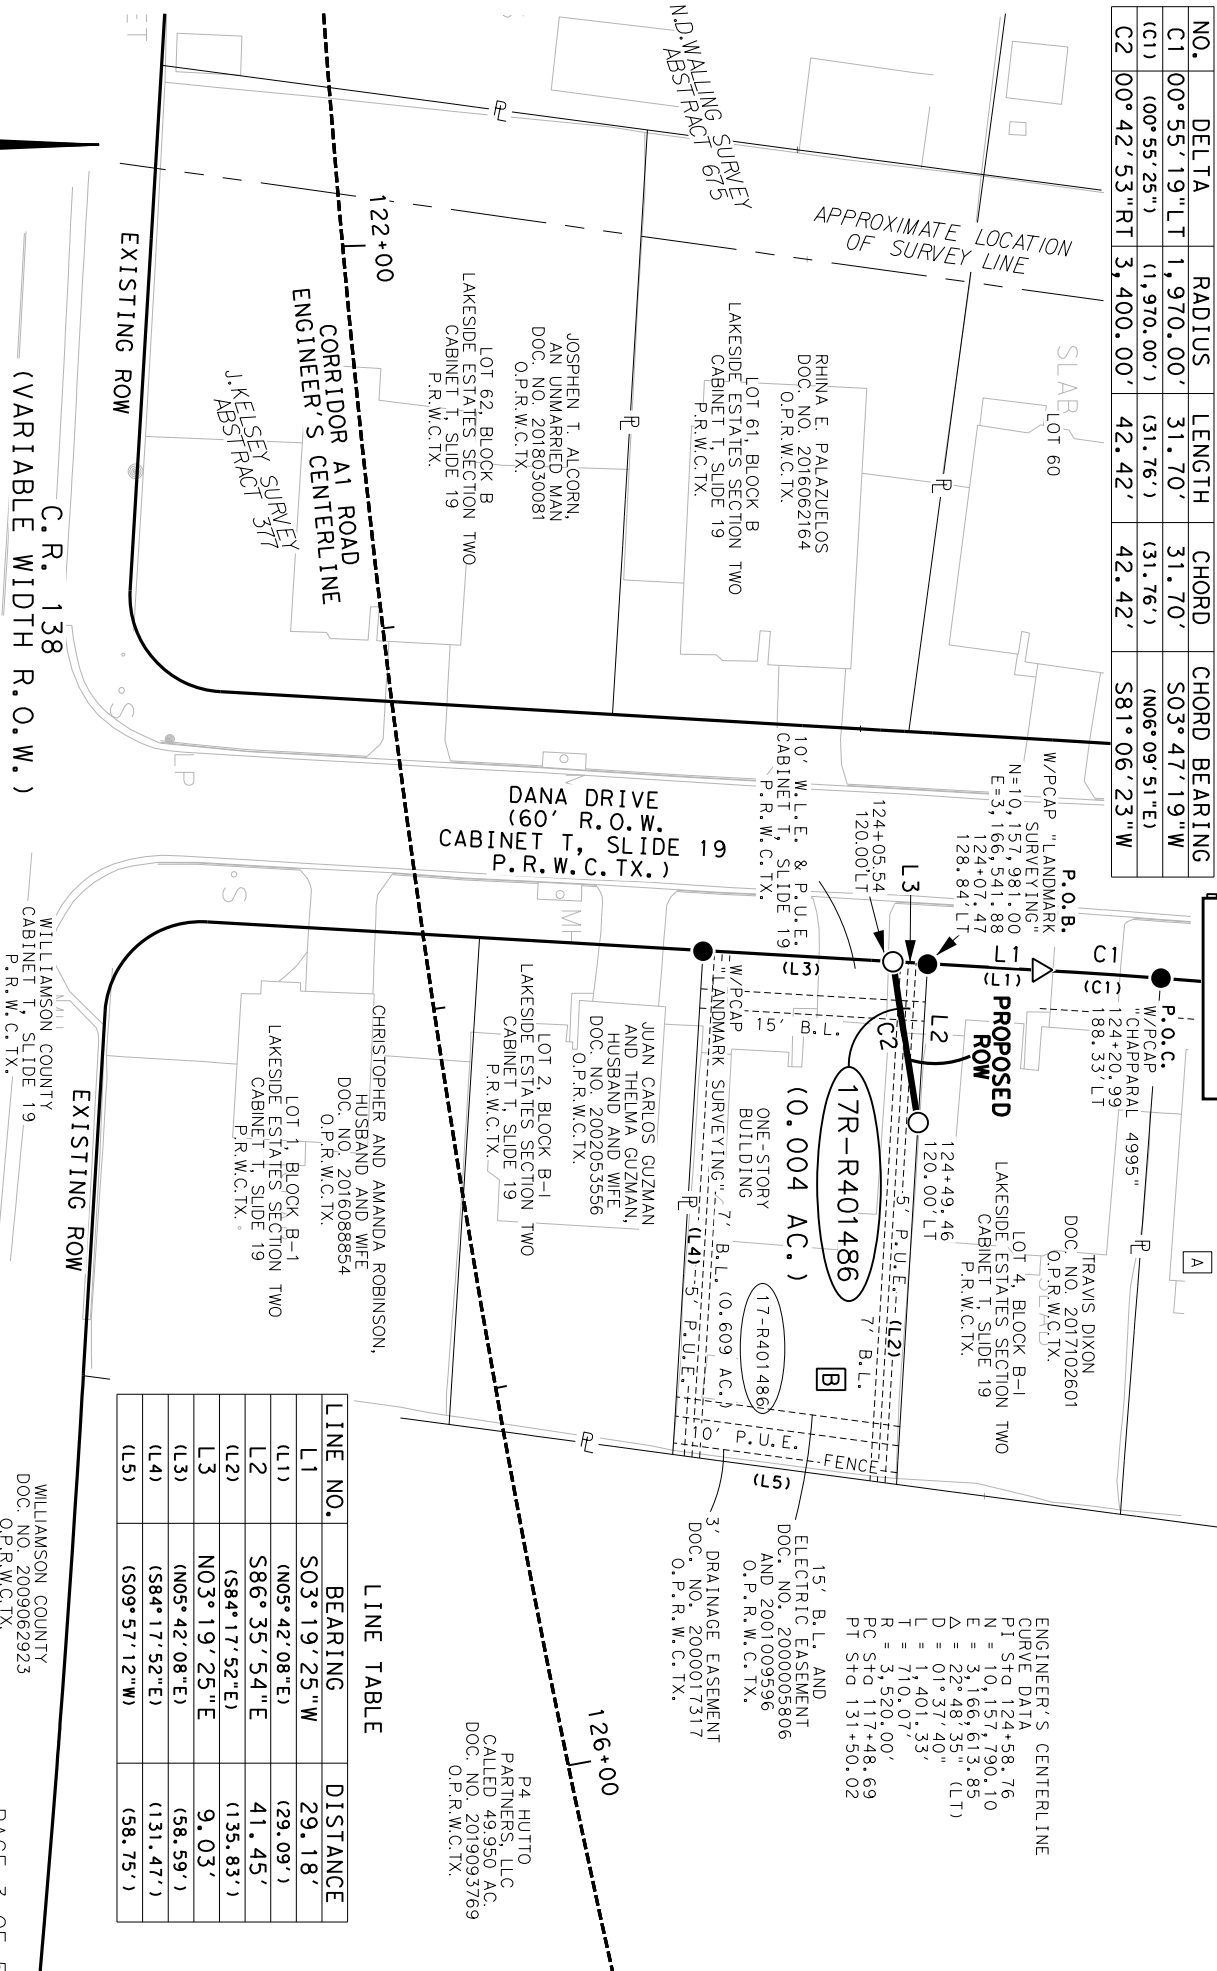 NO. DELTA RADIUS LENGTH CHORD CHORD BEARING
C1 00°55'19"LT 1,970.00' 31.70' 31.70' S03°47'19"W
(C1) (00°55'25") (1,970.00') (31.76') (31.76') (N06°09'51"E)
C2 00°42'53"RT 3,400.00' 42.42' 42.42' S81°06'23"W
N.D.WALLING SURVEY
ABSTRACT 675
APPROXIMATE LOCATION
OF SURVEY LINE
SLAB
LOT 60
RHINA E. PALAZUELOS
DOC. NO. 2016062164
O.P.R.W.C.TX.
LOT 61, BLOCK B
LAKESIDE ESTATES SECTION TWO
CABINET T, SLIDE 19
P.R.W.C.TX.
JOSPHEN T. ALCORN,
AN UNMARRIED MAN
DOC. NO. 2018030081
O.P.R.W.C.TX.
LOT 62, BLOCK B
LAKESIDE ESTATES SECTION TWO
CABINET T, SLIDE 19
P.R.W.C.TX.
122+00
CORRIDOR A1 ROAD
ENGINEER'S CENTERLINE
J.KELSEY SURVEY
ABSTRACT 377
EXISTING ROW
C.R. 138
(VARIABLE WIDTH R.O.W.)
PL
PL
PL
LP
S
S
MH
DANA DRIVE
(60' R.O.W.
CABINET T, SLIDE 19
P.R.W.C.TX.)
10' W.L.E. & P.U.E.
CABINET T, SLIDE 19
P.R.W.C.TX.
P.O.B.
W/PCAP "LANDMARK
SURVEYING"
N=10,157,981.00
E=3,166,541.88
124+07.47
128.84'LT
124+05.54
120.00'LT
L3
(L3)
L1
(L1)
C1
(C1)
P.O.C.
W/PCAP
"CHAPPARAL 4995"
124+20.99
188.33'LT
PROPOSED
ROW
L2
C2
124+49.46
120.00'LT
A
TRAVIS DIXON
DOC. NO. 2017102601
O.P.R.W.C.TX.
LOT 4, BLOCK B-1
LAKESIDE ESTATES SECTION TWO
CABINET T, SLIDE 19
P.R.W.C.TX.
PL
5' P.U.E.
(L2)
7' B.L.
17R-R401486
(0.004 AC.)
B
15' B.L.
ONE-STORY
BUILDING
17-R401486
(0.609 AC.)
W/PCAP
"LANDMARK SURVEYING"
7' B.L.
(L4)
5' P.U.E.
PL
10' P.U.E.
FENCE
(L5)
JUAN CARLOS GUZMAN
AND THELMA GUZMAN,
HUSBAND AND WIFE
DOC. NO. 2002053556
O.P.R.W.C.TX.
LOT 2, BLOCK B-1
LAKESIDE ESTATES SECTION TWO
CABINET T, SLIDE 19
P.R.W.C.TX.
CHRISTOPHER AND AMANDA ROBINSON,
HUSBAND AND WIFE
DOC. NO. 2016088854
O.P.R.W.C.TX.
LOT 1, BLOCK B-1
LAKESIDE ESTATES SECTION TWO
CABINET T, SLIDE 19
P.R.W.C.TX.
EXISTING ROW
WILLIAMSON COUNTY
CABINET T, SLIDE 19
P.R.W.C.TX.
PL
15' B.L. AND
ELECTRIC EASEMENT
DOC. NO. 2000005806
AND 2001009596
O.P.R.W.C.TX.
3' DRAINAGE EASEMENT
DOC. NO. 2000017317
O.P.R.W.C.TX.
ENGINEER'S CENTERLINE
CURVE DATA
PI Sta 124+58.76
N = 10,157,790.10
E = 3,166,613.85
Δ = 22°48'35" (LT)
D = 01°37'40"
L = 1,401.33'
T = 710.07'
R = 3,520.00'
PC Sta 117+48.69
PT Sta 131+50.02
126+00
P4 HUTTO
PARTNERS, LLC
CALLED 49.950 AC.
DOC. NO. 2019093769
O.P.R.W.C.TX.
LINE TABLE
LINE NO. BEARING DISTANCE
L1 S03°19'25"W 29.18'
(L1) (N05°42'08"E) (29.09')
L2 S86°35'54"E 41.45'
(L2) (S84°17'52"E) (135.83')
L3 N03°19'25"E 9.03'
(L3) (N05°42'08"E) (58.59')
(L4) (S84°17'52"E) (131.47')
(L5) (S09°57'12"W) (58.75')
WILLIAMSON COUNTY
DOC. NO. 2009062923
O.P.R.W.C.TX.
PAGE 3 OF 5